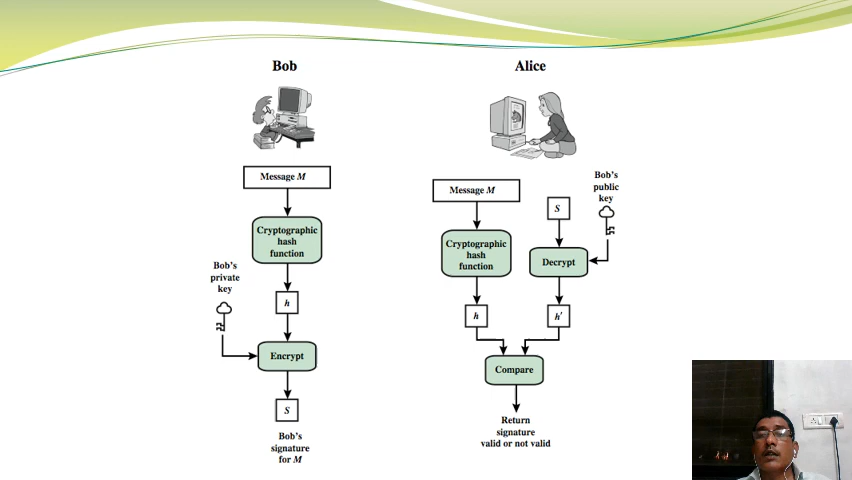 Bob
Message M
Cryptographic
hash
function
Bob's
private
key
h
Encrypt
S
Bob's
signature
for M
Alice
Message M
Bob's
public
key
S
Cryptographic
hash
function
Decrypt
h
h'
Compare
Return
signature
valid or not valid